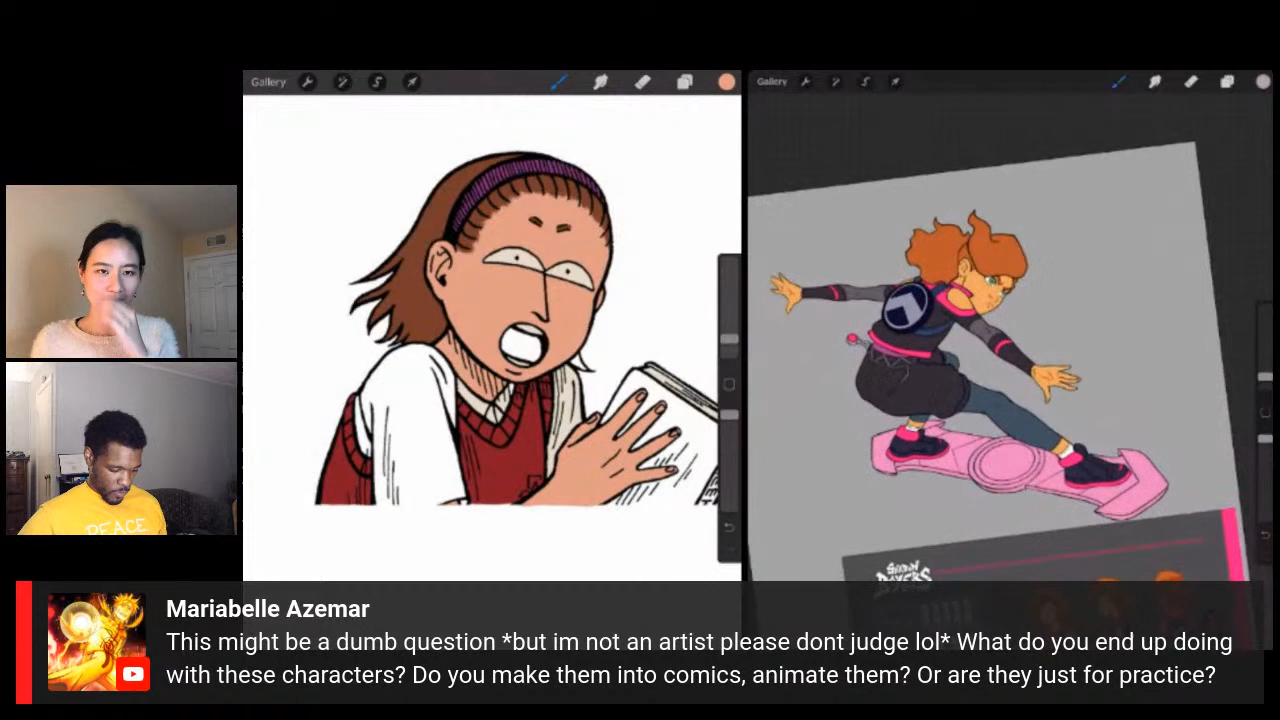 Gallery
Gallery
PEACE
Mariabelle Azemar
This might be a dumb question *but im not an artist please dont judge lol* What do you end up doing
with these characters? Do you make them into comics, animate them? Or are they just for practice?